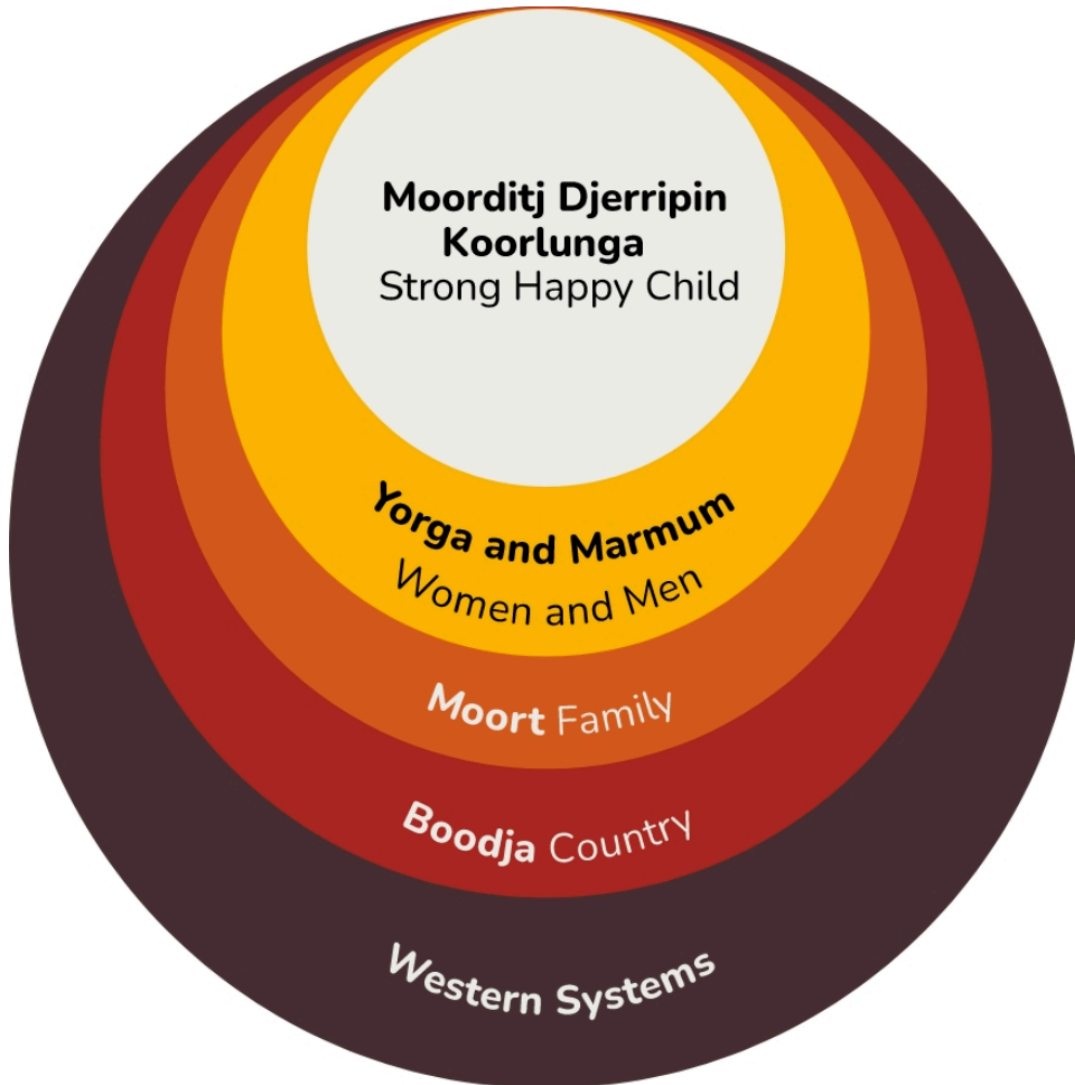 Moorditj Djerripin
Koorlunga
Strong Happy Child
Yorga and Marmum
Women and Men
Moort Family
Boodja Country
Western Systems